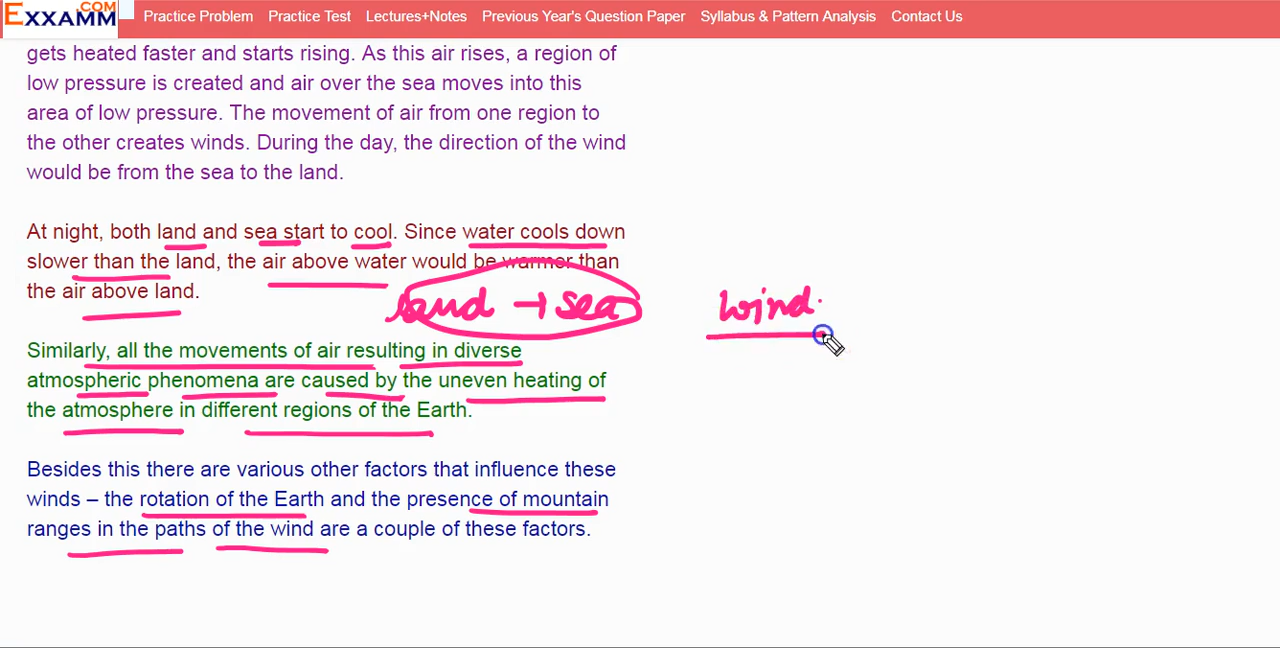 EXXAMM.COM Practice Problem Practice Test Lectures+Notes Previous Year's Question Paper Syllabus & Pattern Analysis Contact Us
gets heated faster and starts rising. As this air rises, a region of
low pressure is created and air over the sea moves into this
area of low pressure. The movement of air from one region to
the other creates winds. During the day, the direction of the wind
would be from the sea to the land.
At night, both land and sea start to cool. Since water cools down
slower than the land, the air above water would be warmer than
the air above land.
land → sea wind.
Similarly, all the movements of air resulting in diverse
atmospheric phenomena are caused by the uneven heating of
the atmosphere in different regions of the Earth.
Besides this there are various other factors that influence these
winds – the rotation of the Earth and the presence of mountain
ranges in the paths of the wind are a couple of these factors.